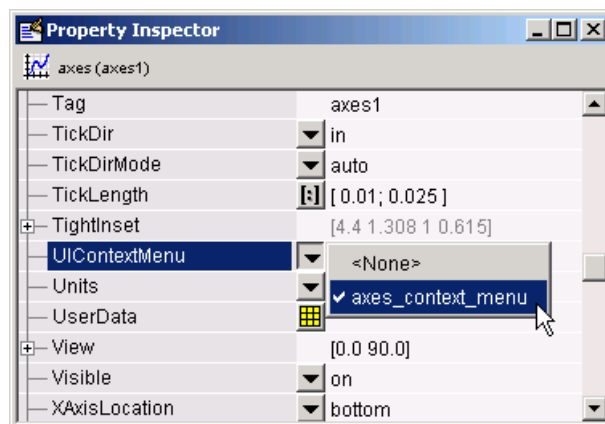 Property Inspector
axes (axes1)
Tag axes1
TickDir in
TickDirMode auto
TickLength [:] [ 0.01; 0.025 ]
TightInset [4.4 1.308 1 0.615]
UIContextMenu <None>
Units ✔ axes_context_menu
UserData
View [0.0 90.0]
Visible on
XAxisLocation bottom